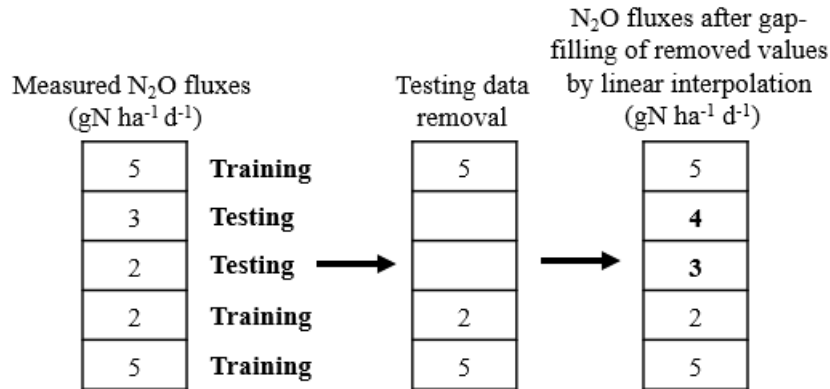 N₂O fluxes after gap-
filling of removed values
by linear interpolation
(gN ha⁻¹ d⁻¹)
Measured N₂O fluxes
(gN ha⁻¹ d⁻¹)
Testing data
removal
5 Training 5 5
3 Testing 4
2 Testing 3
2 Training 2 2
5 Training 5 5